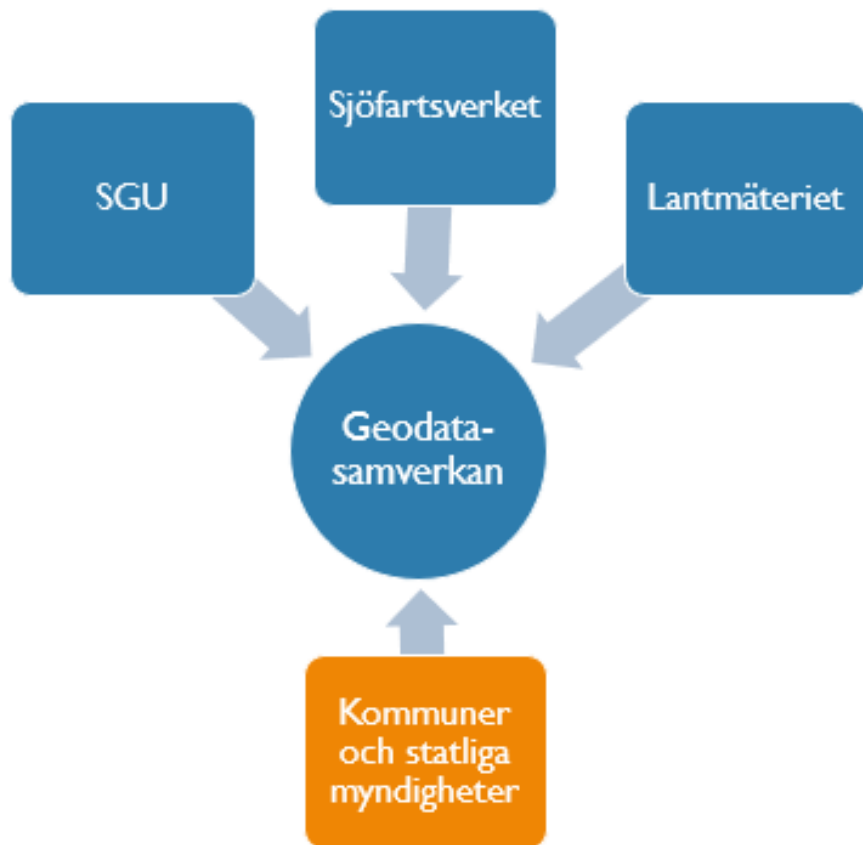 Sjöfartsverket
SGU
Lantmäteriet
Geodata-
samverkan
Kommuner
och statliga
myndigheter